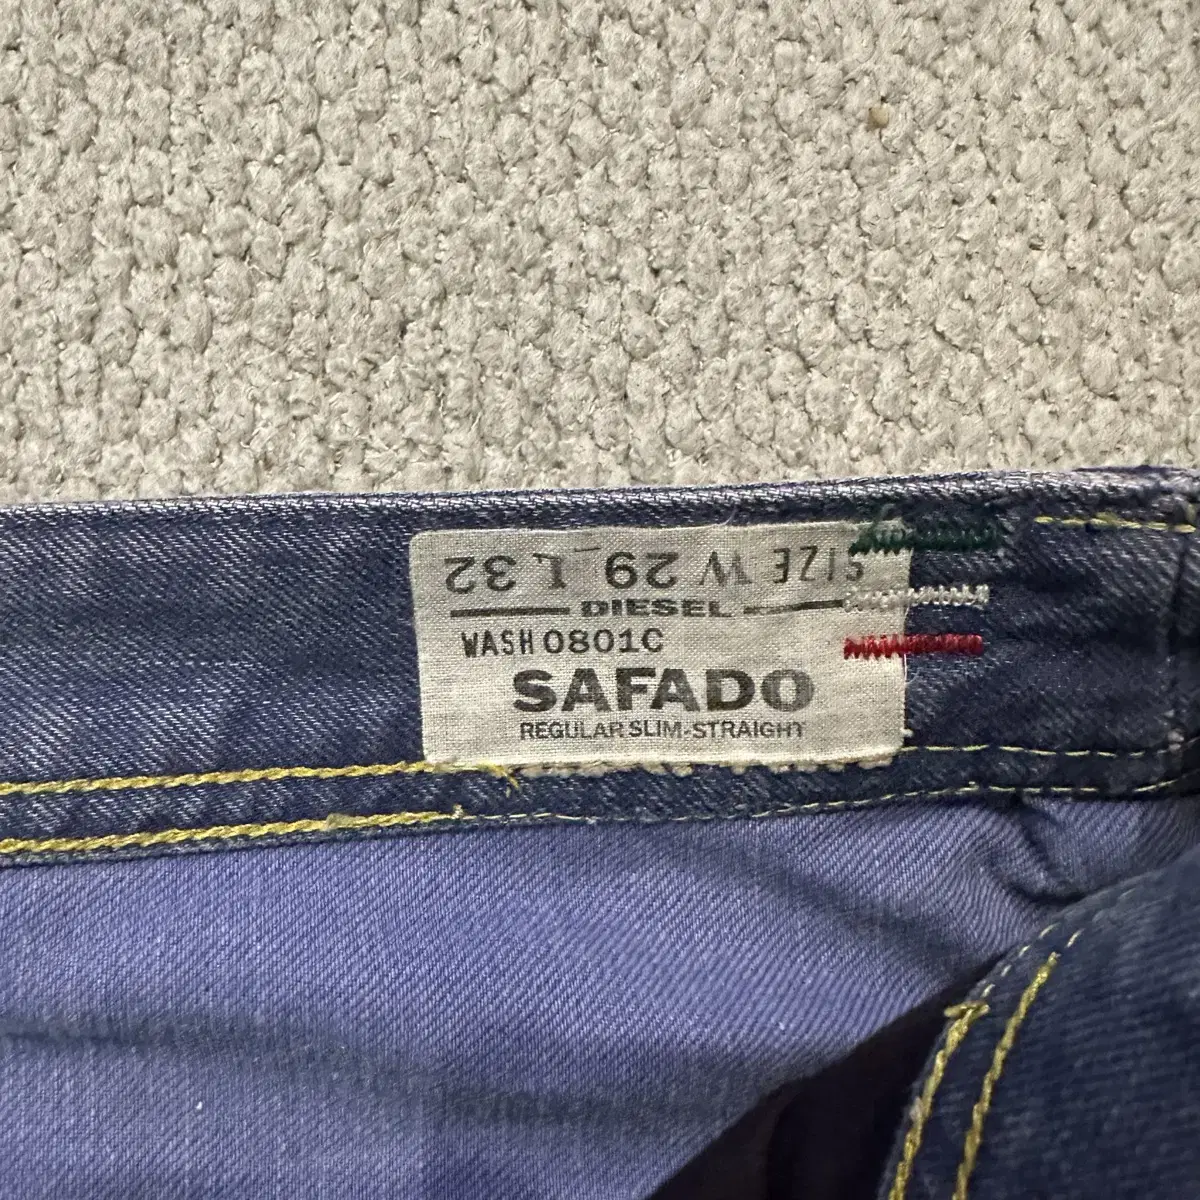 SIZE W 29 L 32
DIESEL
WASH 0801C
SAFADO
REGULAR SLIM-STRAIGHT